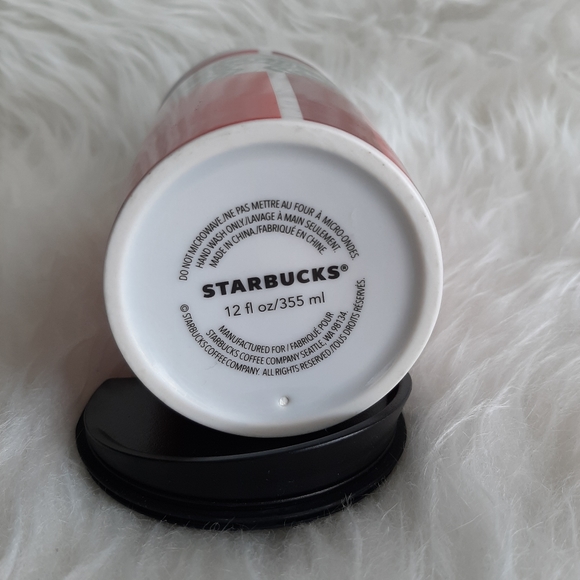 DO NOT MICROWAVE./NE PAS METTRE AU FOUR À MICRO-ONDES
HAND WASH ONLY./LAVAGE À MAIN SEULEMENT.
MADE IN CHINA./FABRIQUÉ EN CHINE.
STARBUCKS®
12 fl oz/355 ml
MANUFACTURED FOR / FABRIQUÉ POUR
STARBUCKS COFFEE COMPANY SEATTLE, WA 98134.
© STARBUCKS COFFEE COMPANY. ALL RIGHTS RESERVED./TOUS DROITS RÉSERVÉS.